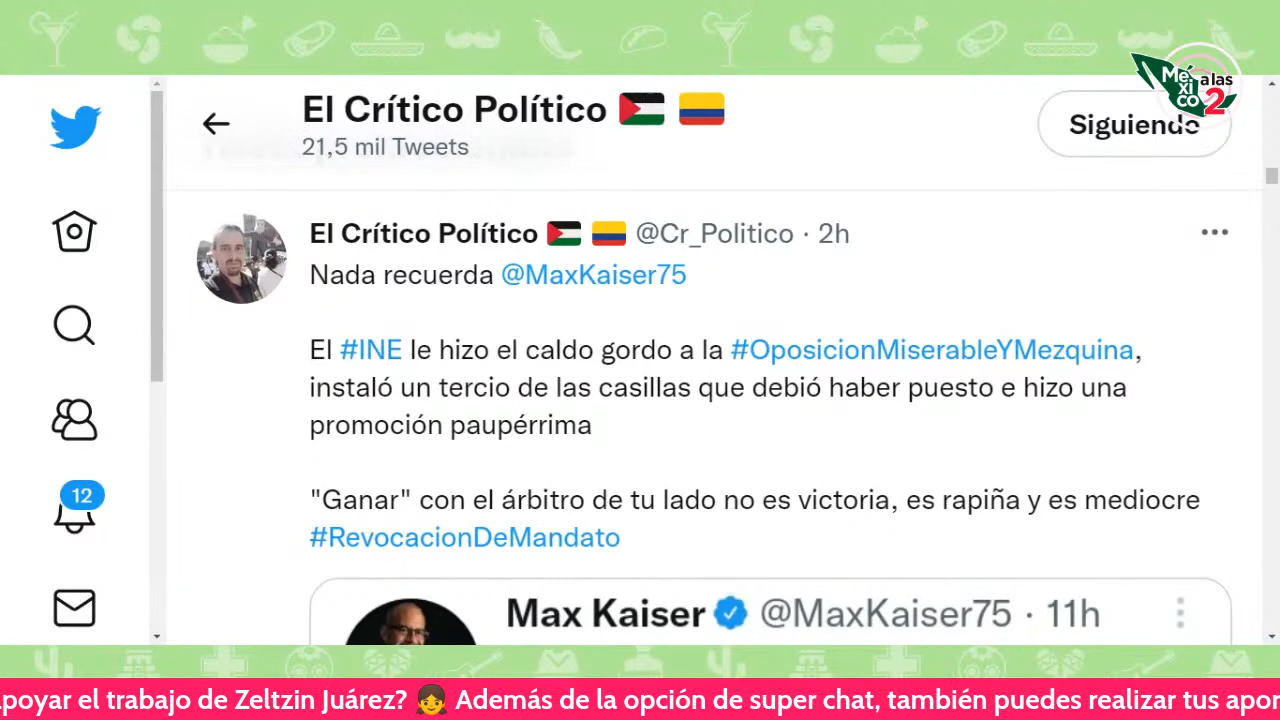 Méxicoalas2
El Crítico Político
21,5 mil Tweets
Siguiendo
El Crítico Político @Cr_Politico · 2h
Nada recuerda @MaxKaiser75
El #INE le hizo el caldo gordo a la #OposicionMiserableYMezquina,
instaló un tercio de las casillas que debió haber puesto e hizo una
promoción paupérrima
"Ganar" con el árbitro de tu lado no es victoria, es rapiña y es mediocre
#RevocacionDeMandato
12
Max Kaiser @MaxKaiser75 · 11h
apoyar el trabajo de Zeltzin Juárez? 👧 Además de la opción de super chat, también puedes realizar tus apor